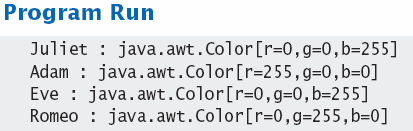 Program Run
Juliet : java.awt.Color[r=0,g=0,b=255]
Adam : java.awt.Color[r=255,g=0,b=0]
Eve : java.awt.Color[r=0,g=0,b=255]
Romeo : java.awt.Color[r=0,g=255,b=0]